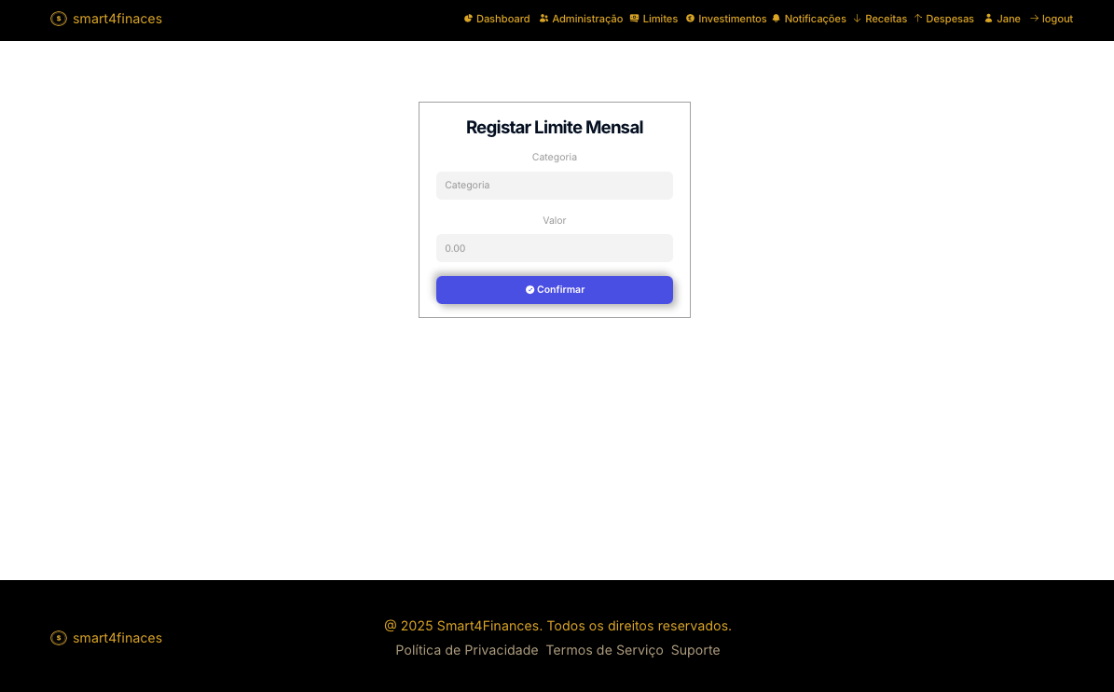 smart4finaces
Dashboard Administração Limites Investimentos Notificações Receitas Despesas Jane logout
Registar Limite Mensal
Categoria
Categoria
Valor
0.00
Confirmar
@ 2025 Smart4Finances. Todos os direitos reservados.
smart4finaces
Política de Privacidade Termos de Serviço Suporte